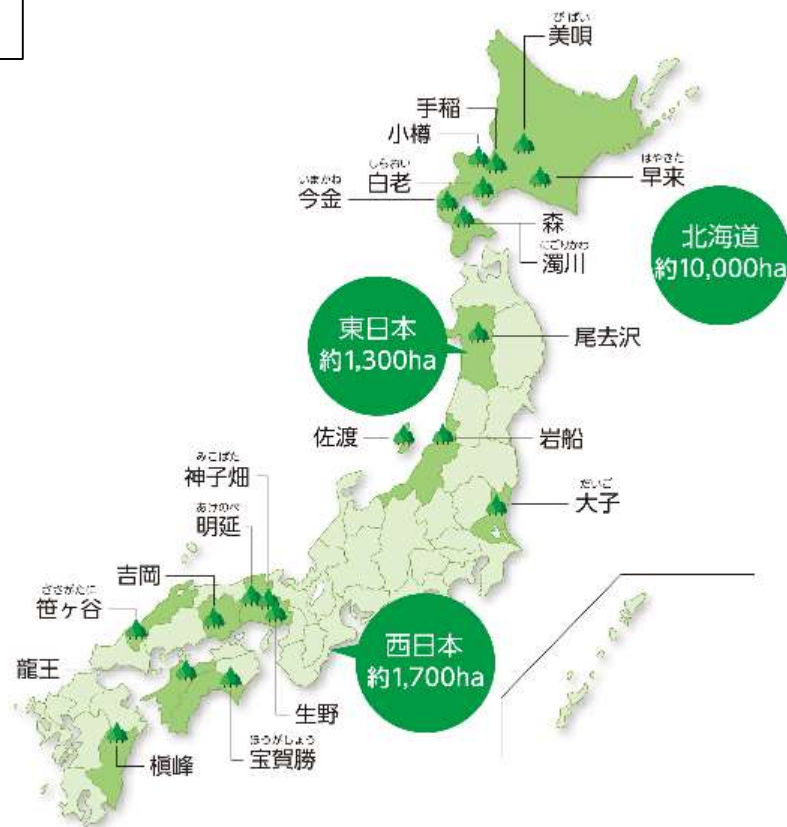 びばい
美唄
手稲
小樽
しらおい
白老
いまかね
今金
はやきた
早来
森
にごりかわ
濁川
北海道
約10,000ha
東日本
約1,300ha
尾去沢
佐渡
岩船
みこばた
神子畑
だいご
大子
あけのべ
明延
吉岡
ささがたに
笹ヶ谷
西日本
約1,700ha
龍王
生野
ほうがしょう
宝賀勝
槇峰